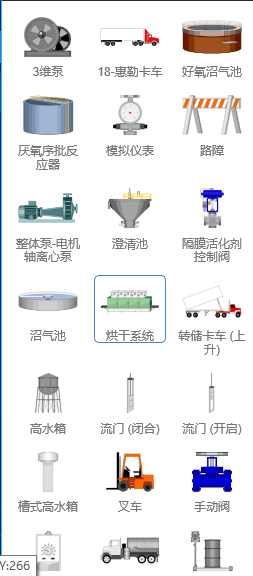 3维泵
18-惠勒卡车
好氧沼气池
厌氧序批反
应器
模拟仪表
路障
整体泵-电机
轴离心泵
澄清池
隔膜活化剂
控制阀
沼气池
烘干系统
转储卡车 (上
升)
高水箱
流门 (闭合)
流门 (开启)
槽式高水箱
叉车
手动阀
Y:266